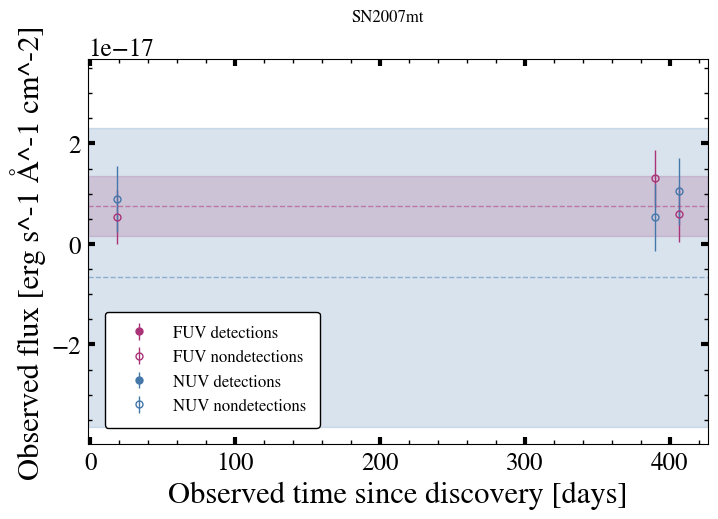 SN2007mt
1e−17
Observed flux [erg s^-1 Å^-1 cm^-2]
2
0
−2
FUV detections
FUV nondetections
NUV detections
NUV nondetections
0 100 200 300 400
Observed time since discovery [days]